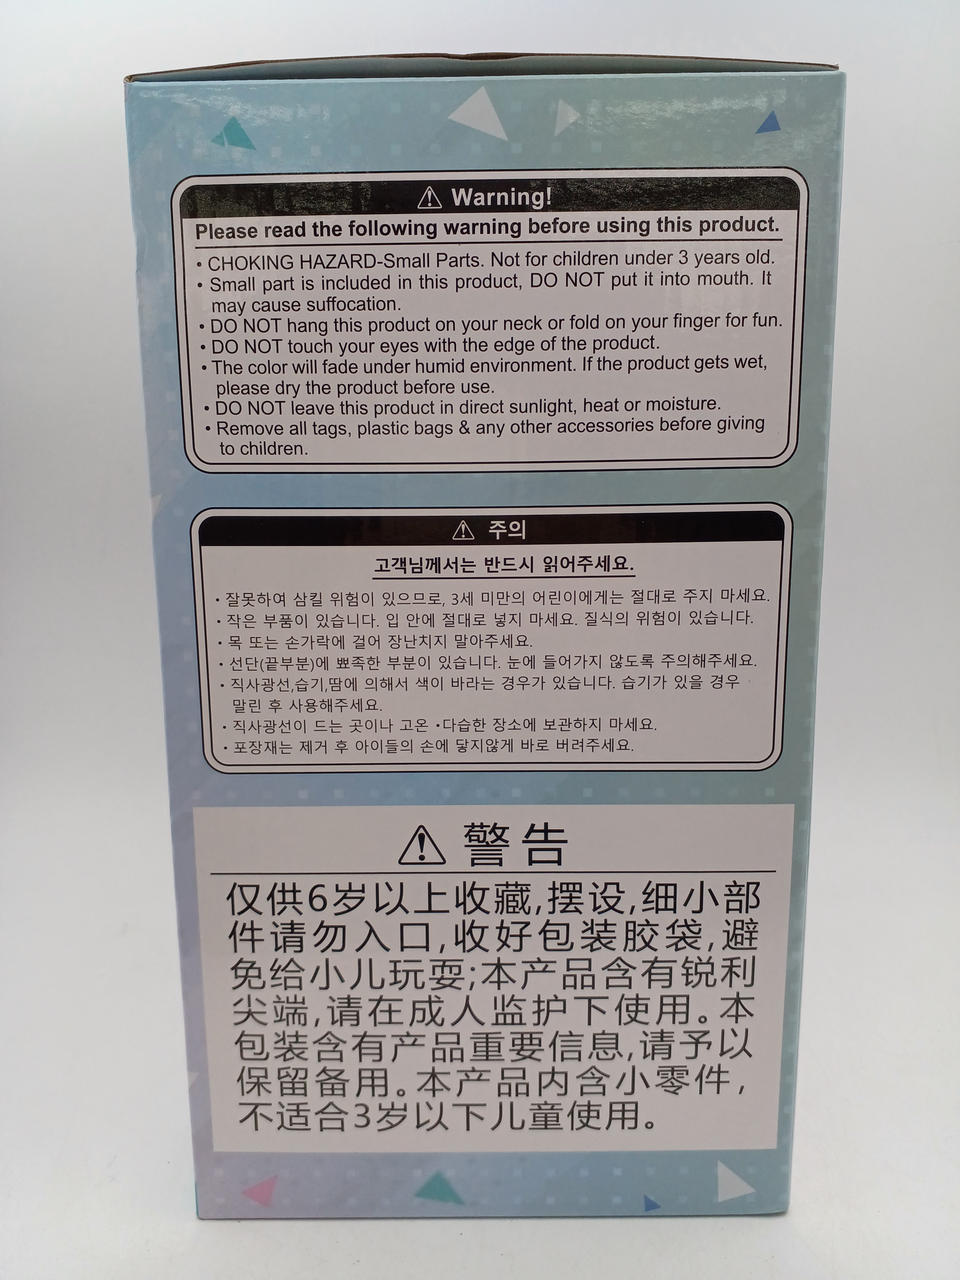 ⚠ Warning!
Please read the following warning before using this product.
• CHOKING HAZARD-Small Parts. Not for children under 3 years old.
• Small part is included in this product, DO NOT put it into mouth. It
may cause suffocation.
• DO NOT hang this product on your neck or fold on your finger for fun.
• DO NOT touch your eyes with the edge of the product.
• The color will fade under humid environment. If the product gets wet,
please dry the product before use.
• DO NOT leave this product in direct sunlight, heat or moisture.
• Remove all tags, plastic bags & any other accessories before giving
to children.
⚠ 주의
고객님께서는 반드시 읽어주세요.
• 잘못하여 삼킬 위험이 있으므로, 3세 미만의 어린이에게는 절대로 주지 마세요.
• 작은 부품이 있습니다. 입 안에 절대로 넣지 마세요. 질식의 위험이 있습니다.
• 목 또는 손가락에 걸어 장난치지 말아주세요.
• 선단(끝부분)에 뾰족한 부분이 있습니다. 눈에 들어가지 않도록 주의해주세요.
• 직사광선,습기,땀에 의해서 색이 바라는 경우가 있습니다. 습기가 있을 경우
말린 후 사용해주세요.
• 직사광선이 드는 곳이나 고온 •다습한 장소에 보관하지 마세요.
• 포장재는 제거 후 아이들의 손에 닿지않게 바로 버려주세요.
⚠ 警告
仅供6岁以上收藏,摆设,细小部
件请勿入口,收好包装胶袋,避
免给小儿玩耍;本产品含有锐利
尖端,请在成人监护下使用。本
包装含有产品重要信息,请予以
保留备用。本产品内含小零件,
不适合3岁以下儿童使用。